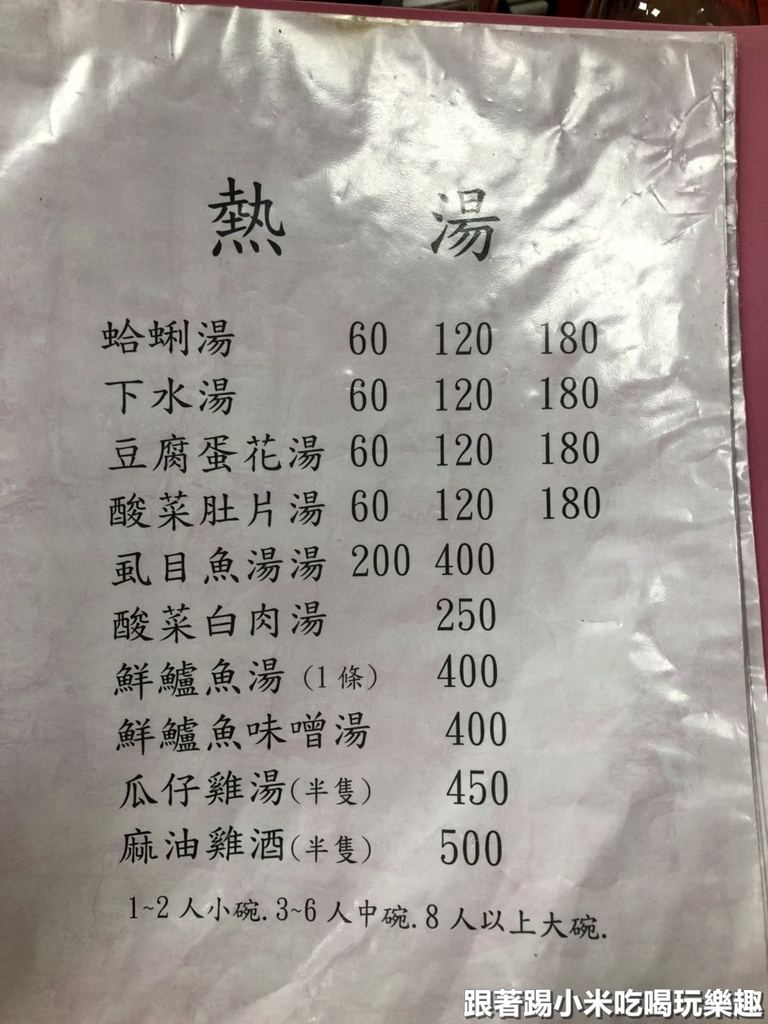 熱 湯
蛤蜊湯 60 120 180
下水湯 60 120 180
豆腐蛋花湯 60 120 180
酸菜肚片湯 60 120 180
虱目魚湯湯 200 400
酸菜白肉湯 250
鮮鱸魚湯(1條) 400
鮮鱸魚味噌湯 400
瓜仔雞湯(半隻) 450
麻油雞酒(半隻) 500
1~2人小碗.3~6人中碗.8人以上大碗.
跟著踢小米吃喝玩樂趣